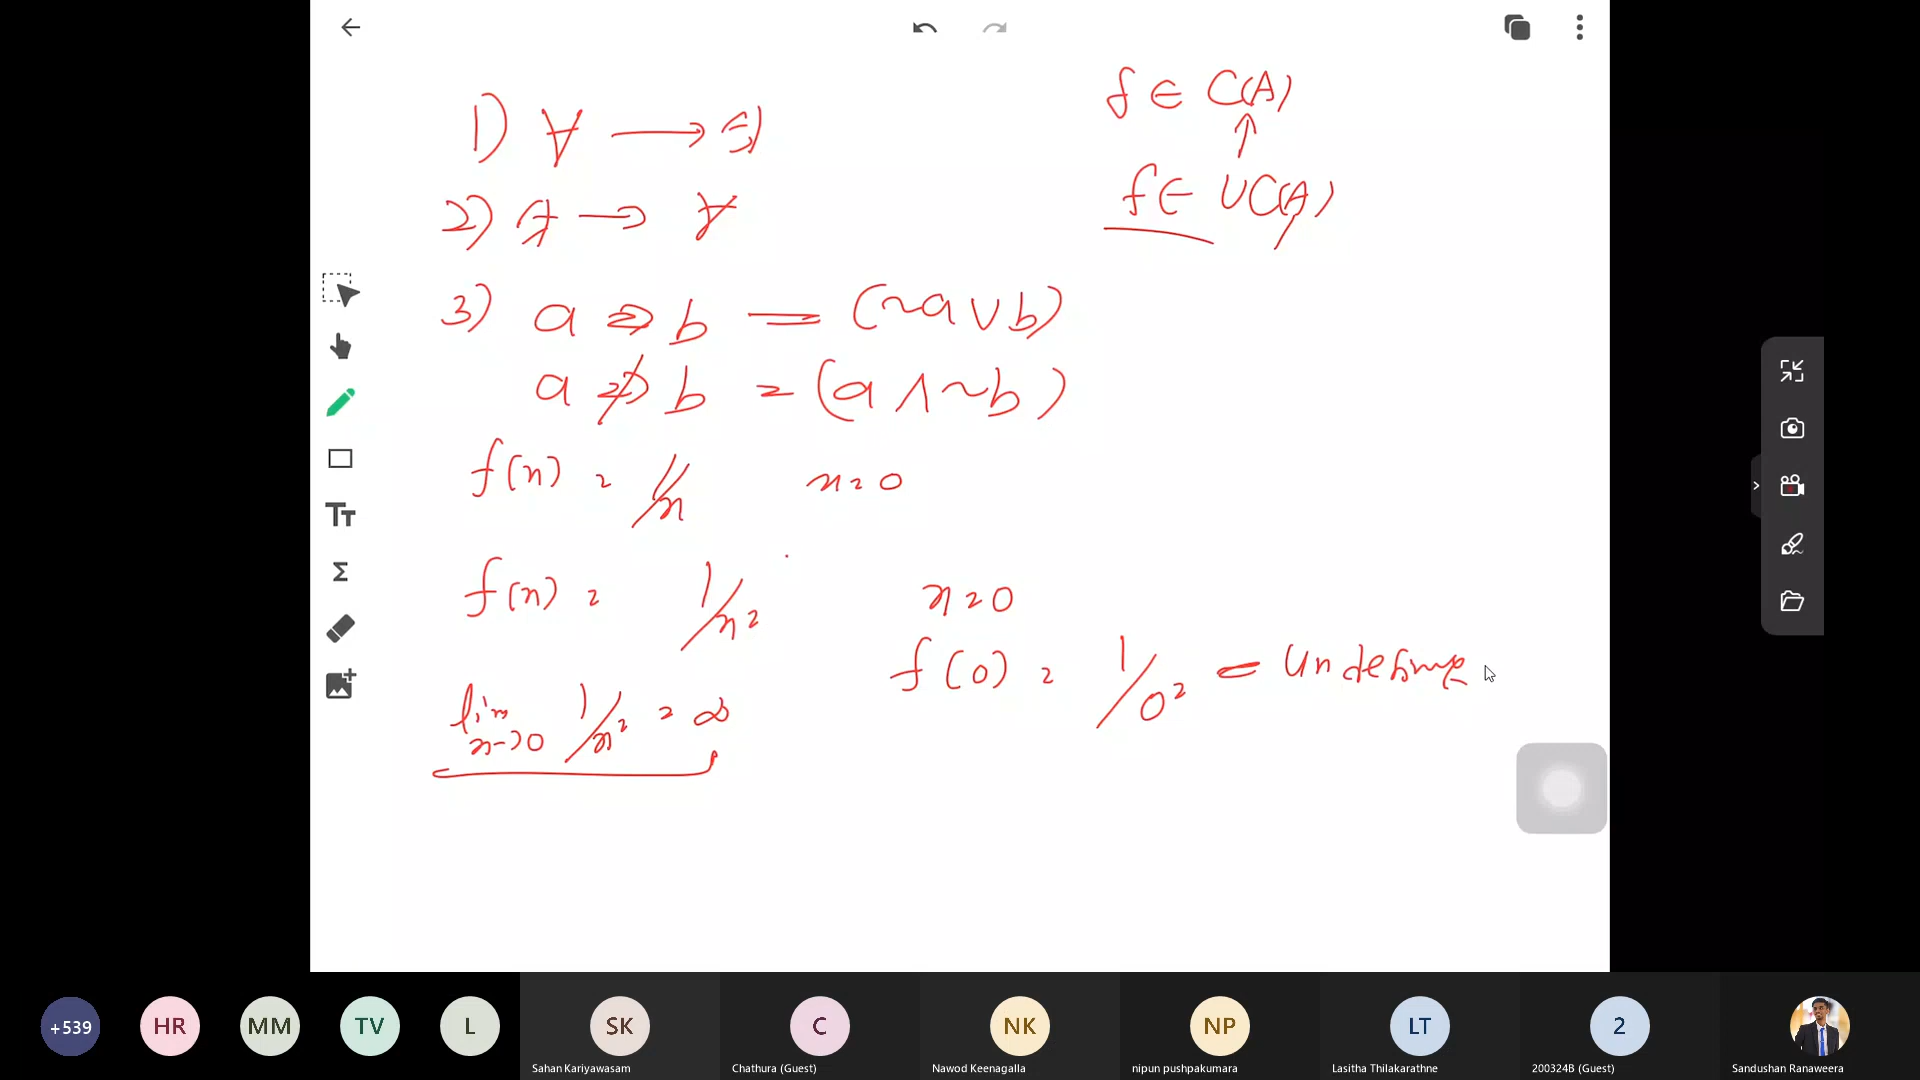 1) ∀ → ∃
f ∈ C(A)
↑
2) ∃ → ∀
f ∈ UC(A)
3) a ⇒ b = (~a ∨ b)
a ⇏ b = (a ∧ ~b)
f(x) = 1/x x = 0
f(x) = 1/x² x = 0
f(0) = 1/0² =
lim x→0 1/x² = ∞
TT
Σ
+539
HR
MM
TV
L
SK
C
NK
NP
LT
2
Sahan Kariyawasam
Chathura (Guest)
Nawod Keenagalla
nipun pushpakumara
Lasitha Thilakarathne
200324B (Guest)
Sandushan Ranaweera